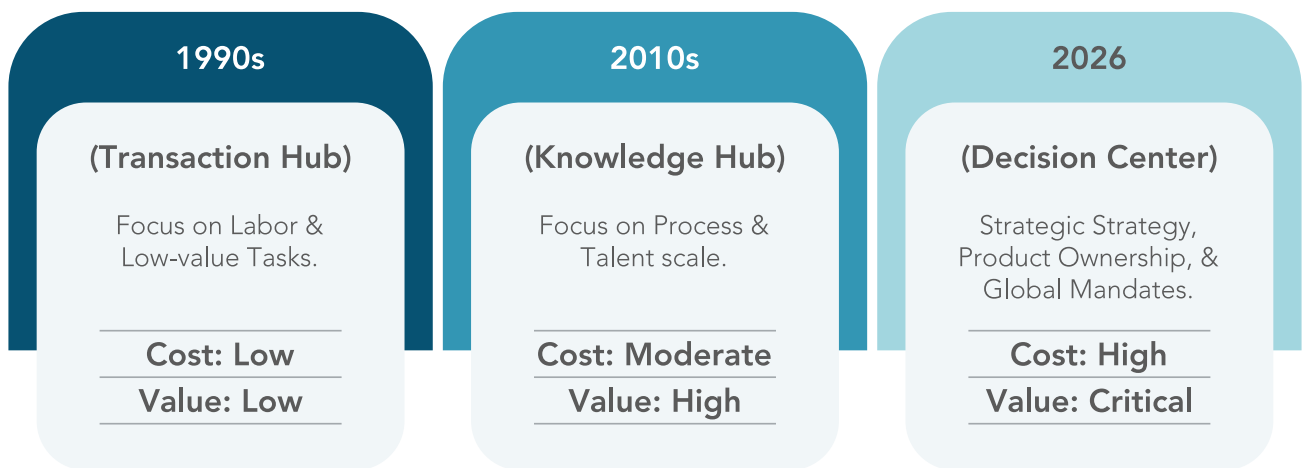 1990s
(Transaction Hub)
Focus on Labor &
Low-value Tasks.
Cost: Low
Value: Low
2010s
(Knowledge Hub)
Focus on Process &
Talent scale.
Cost: Moderate
Value: High
2026
(Decision Center)
Strategic Strategy,
Product Ownership, &
Global Mandates.
Cost: High
Value: Critical